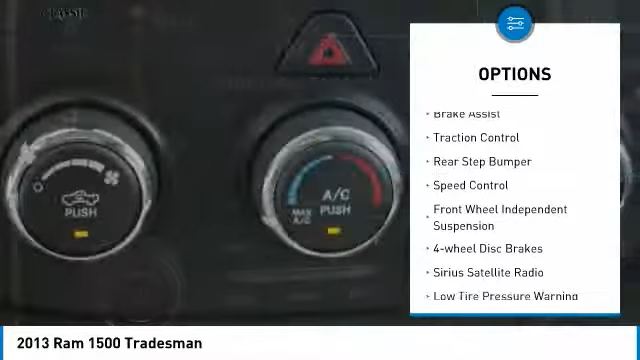 CLASSIC
PUSH
A/C
MAX
A/C
PUSH
OPTIONS
Brake Assist
Traction Control
Rear Step Bumper
Speed Control
Front Wheel Independent
Suspension
4-wheel Disc Brakes
Sirius Satellite Radio
Low Tire Pressure Warning
2013 Ram 1500 Tradesman